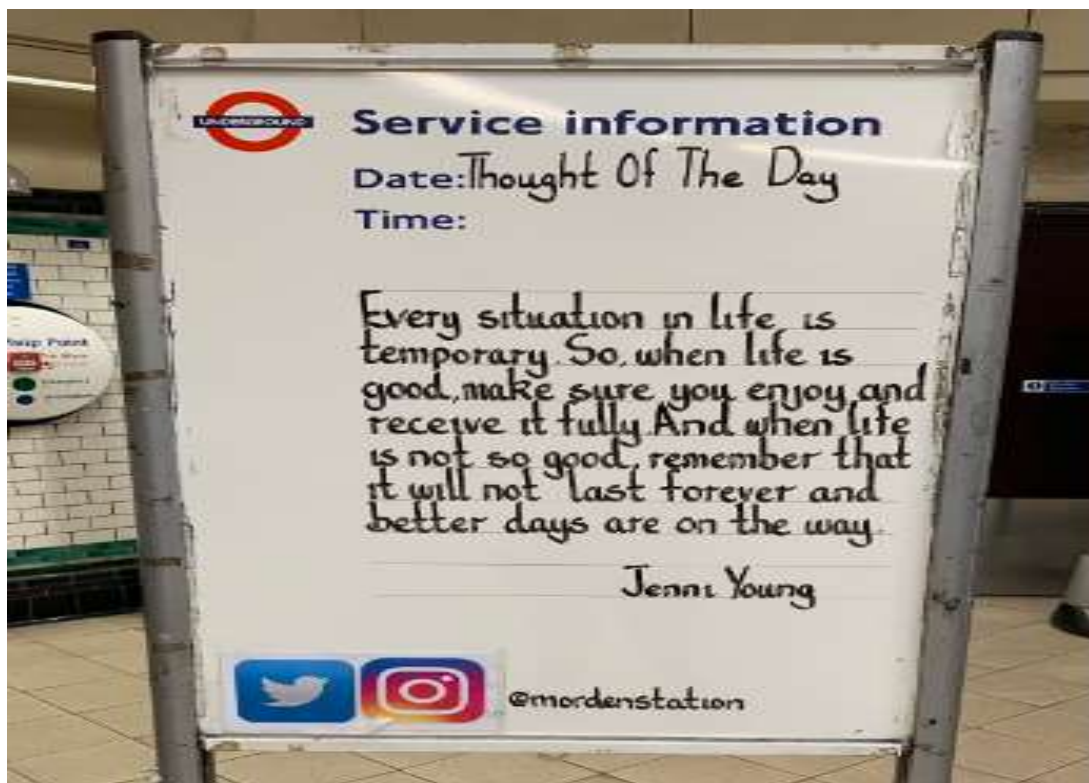 UNDERGROUND
Service information
Date: Thought Of The Day
Time:
Every situation in life is
temporary. So, when life is
good, make sure you enjoy and
receive it fully. And when life
is not so good, remember that
it will not last forever and
better days are on the way.
Jenni Young
@mordenstation
Point